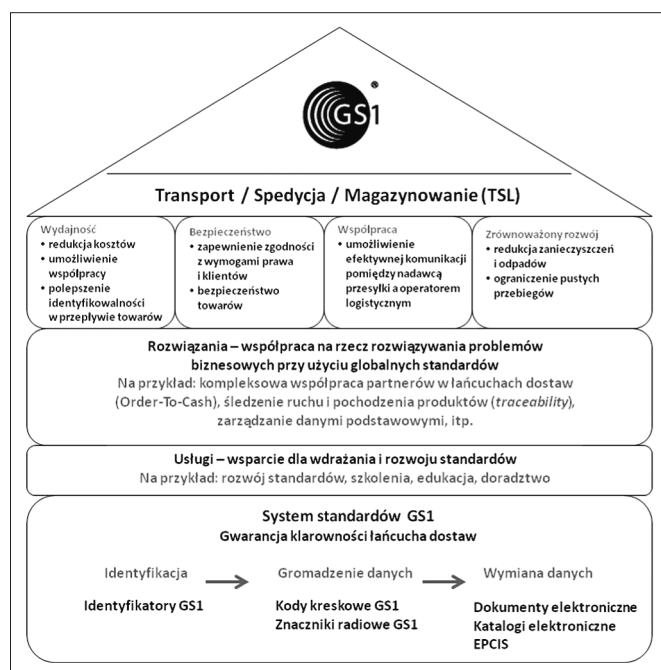 GS1®
Transport / Spedycja / Magazynowanie (TSL)
Wydajność
• redukcja kosztów
• umożliwienie
współpracy
• polepszenie
identyfikowalności
w przepływie towarów
Bezpieczeństwo
• zapewnienie zgodności
z wymogami prawa
i klientów
• bezpieczeństwo
towarów
Współpraca
• umożliwienie
efektywnej komunikacji
pomiędzy nadawcą
przesyłki a operatorem
logistycznym
Zrównoważony rozwój
• redukcja zanieczyszczeń
i odpadów
• ograniczenie pustych
przebiegów
Rozwiązania – współpraca na rzecz rozwiązywania problemów
biznesowych przy użyciu globalnych standardów
Na przykład: kompleksowa współpraca partnerów w łańcuchach dostaw
(Order-To-Cash), śledzenie ruchu i pochodzenia produktów (traceability),
zarządzanie danymi podstawowymi, itp.
Usługi – wsparcie dla wdrażania i rozwoju standardów
Na przykład: rozwój standardów, szkolenia, edukacja, doradztwo
System standardów GS1
Gwarancja klarowności łańcucha dostaw
Identyfikacja
Gromadzenie danych
Wymiana danych
Identyfikatory GS1
Kody kreskowe GS1
Znaczniki radiowe GS1
Dokumenty elektroniczne
Katalogi elektroniczne
EPCIS